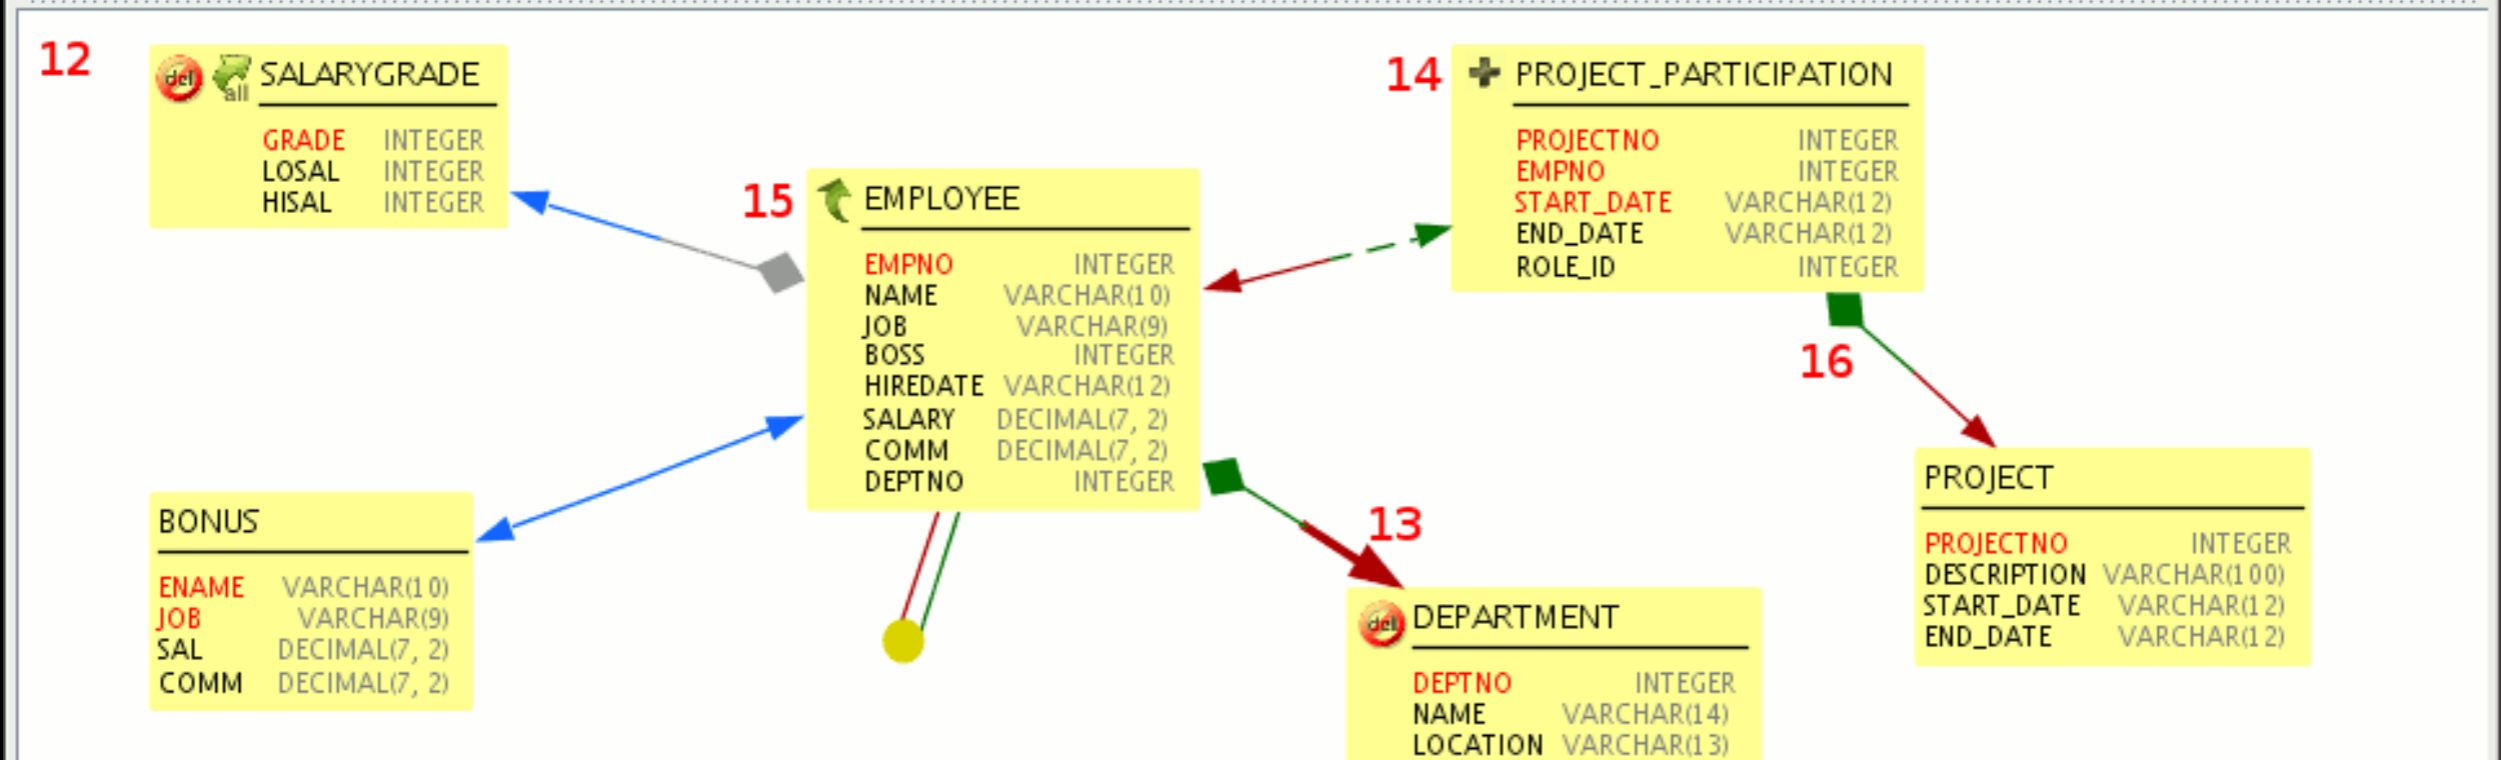 12
del all SALARYGRADE
GRADE INTEGER
LOSAL INTEGER
HISAL INTEGER
14
PROJECT_PARTICIPATION
PROJECTNO INTEGER
EMPNO INTEGER
START_DATE VARCHAR(12)
END_DATE VARCHAR(12)
ROLE_ID INTEGER
15
EMPLOYEE
EMPNO INTEGER
NAME VARCHAR(10)
JOB VARCHAR(9)
BOSS INTEGER
HIREDATE VARCHAR(12)
SALARY DECIMAL(7, 2)
COMM DECIMAL(7, 2)
DEPTNO INTEGER
16
PROJECT
PROJECTNO INTEGER
DESCRIPTION VARCHAR(100)
START_DATE VARCHAR(12)
END_DATE VARCHAR(12)
BONUS
ENAME VARCHAR(10)
JOB VARCHAR(9)
SAL DECIMAL(7, 2)
COMM DECIMAL(7, 2)
13
del DEPARTMENT
DEPTNO INTEGER
NAME VARCHAR(14)
LOCATION VARCHAR(13)